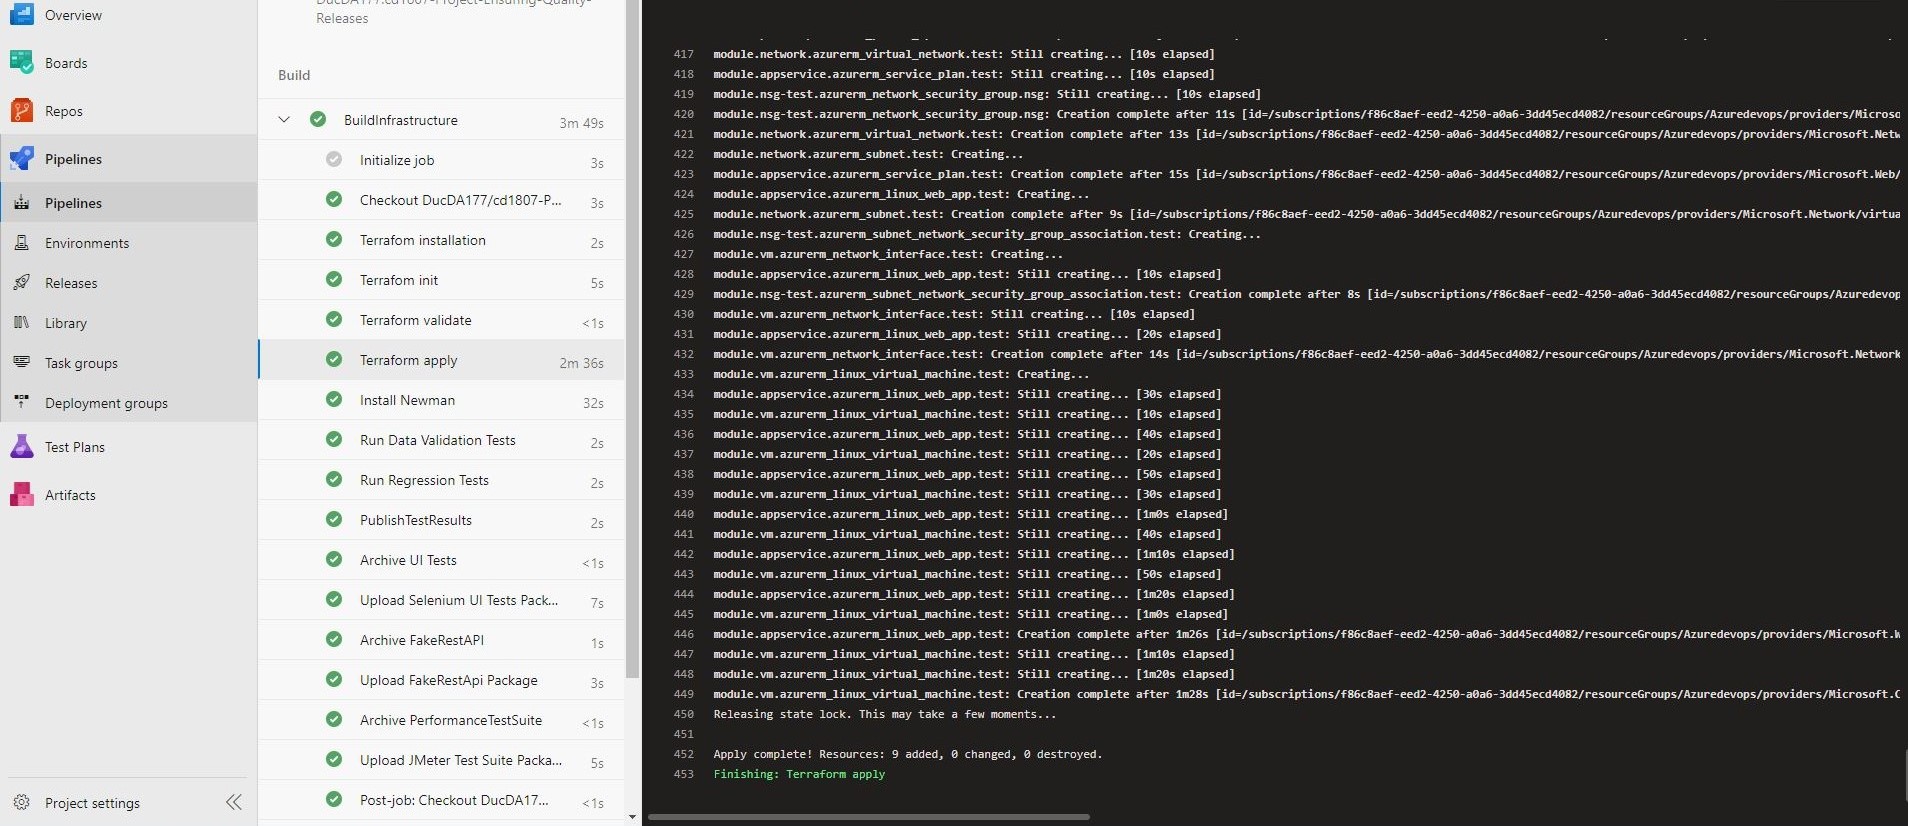 Overview
Boards
Repos
Pipelines
Pipelines
Environments
Releases
Library
Task groups
Deployment groups
Test Plans
Artifacts
Project settings
DucDA177.cd1807-Project-Ensuring-Quality-
Releases
Build
BuildInfrastructure 3m 49s
Initialize job 3s
Checkout DucDA177/cd1807-P... 3s
Terrafom installation 2s
Terrafom init 5s
Terraform validate <1s
Terraform apply 2m 36s
Install Newman 32s
Run Data Validation Tests 2s
Run Regression Tests 2s
PublishTestResults 2s
Archive UI Tests <1s
Upload Selenium UI Tests Pack... 7s
Archive FakeRestAPI 1s
Upload FakeRestApi Package 3s
Archive PerformanceTestSuite <1s
Upload JMeter Test Suite Packa... 5s
Post-job: Checkout DucDA17... <1s
417 module.network.azurerm_virtual_network.test: Still creating... [10s elapsed]
418 module.appservice.azurerm_service_plan.test: Still creating... [10s elapsed]
419 module.nsg-test.azurerm_network_security_group.nsg: Still creating... [10s elapsed]
420 module.nsg-test.azurerm_network_security_group.nsg: Creation complete after 11s [id=/subscriptions/f86c8aef-eed2-4250-a0a6-3dd45ecd4082/resourceGroups/Azuredevops/providers/Microso
421 module.network.azurerm_virtual_network.test: Creation complete after 13s [id=/subscriptions/f86c8aef-eed2-4250-a0a6-3dd45ecd4082/resourceGroups/Azuredevops/providers/Microsoft.Netw
422 module.network.azurerm_subnet.test: Creating...
423 module.appservice.azurerm_service_plan.test: Creation complete after 15s [id=/subscriptions/f86c8aef-eed2-4250-a0a6-3dd45ecd4082/resourceGroups/Azuredevops/providers/Microsoft.Web/
424 module.appservice.azurerm_linux_web_app.test: Creating...
425 module.network.azurerm_subnet.test: Creation complete after 9s [id=/subscriptions/f86c8aef-eed2-4250-a0a6-3dd45ecd4082/resourceGroups/Azuredevops/providers/Microsoft.Network/virtua
426 module.nsg-test.azurerm_subnet_network_security_group_association.test: Creating...
427 module.vm.azurerm_network_interface.test: Creating...
428 module.appservice.azurerm_linux_web_app.test: Still creating... [10s elapsed]
429 module.nsg-test.azurerm_subnet_network_security_group_association.test: Creation complete after 8s [id=/subscriptions/f86c8aef-eed2-4250-a0a6-3dd45ecd4082/resourceGroups/Azuredevop
430 module.vm.azurerm_network_interface.test: Still creating... [10s elapsed]
431 module.appservice.azurerm_linux_web_app.test: Still creating... [20s elapsed]
432 module.vm.azurerm_network_interface.test: Creation complete after 14s [id=/subscriptions/f86c8aef-eed2-4250-a0a6-3dd45ecd4082/resourceGroups/Azuredevops/providers/Microsoft.Network
433 module.vm.azurerm_linux_virtual_machine.test: Creating...
434 module.appservice.azurerm_linux_web_app.test: Still creating... [30s elapsed]
435 module.vm.azurerm_linux_virtual_machine.test: Still creating... [10s elapsed]
436 module.appservice.azurerm_linux_web_app.test: Still creating... [40s elapsed]
437 module.vm.azurerm_linux_virtual_machine.test: Still creating... [20s elapsed]
438 module.appservice.azurerm_linux_web_app.test: Still creating... [50s elapsed]
439 module.vm.azurerm_linux_virtual_machine.test: Still creating... [30s elapsed]
440 module.appservice.azurerm_linux_web_app.test: Still creating... [1m0s elapsed]
441 module.vm.azurerm_linux_virtual_machine.test: Still creating... [40s elapsed]
442 module.appservice.azurerm_linux_web_app.test: Still creating... [1m10s elapsed]
443 module.vm.azurerm_linux_virtual_machine.test: Still creating... [50s elapsed]
444 module.appservice.azurerm_linux_web_app.test: Still creating... [1m20s elapsed]
445 module.vm.azurerm_linux_virtual_machine.test: Still creating... [1m0s elapsed]
446 module.appservice.azurerm_linux_web_app.test: Creation complete after 1m26s [id=/subscriptions/f86c8aef-eed2-4250-a0a6-3dd45ecd4082/resourceGroups/Azuredevops/providers/Microsoft.W
447 module.vm.azurerm_linux_virtual_machine.test: Still creating... [1m10s elapsed]
448 module.vm.azurerm_linux_virtual_machine.test: Still creating... [1m20s elapsed]
449 module.vm.azurerm_linux_virtual_machine.test: Creation complete after 1m28s [id=/subscriptions/f86c8aef-eed2-4250-a0a6-3dd45ecd4082/resourceGroups/Azuredevops/providers/Microsoft.C
450 Releasing state lock. This may take a few moments...
451
452 Apply complete! Resources: 9 added, 0 changed, 0 destroyed.
453 Finishing: Terraform apply